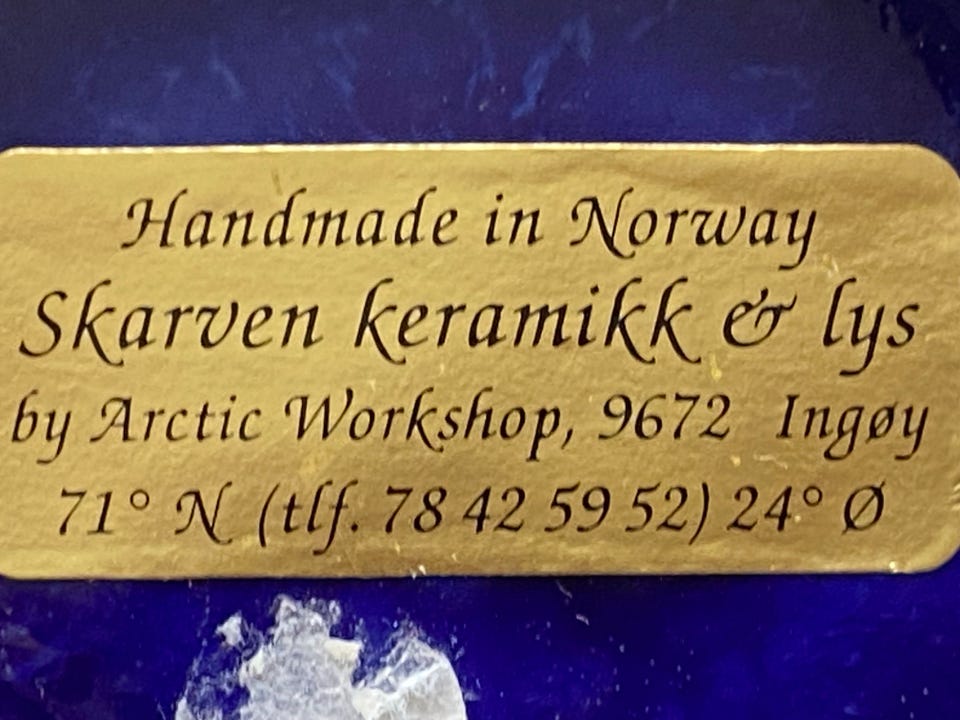 Handmade in Norway
Skarven keramikk & lys
by Arctic Workshop, 9672 Ingøy
71° N (tlf. 78 42 59 52) 24° Ø